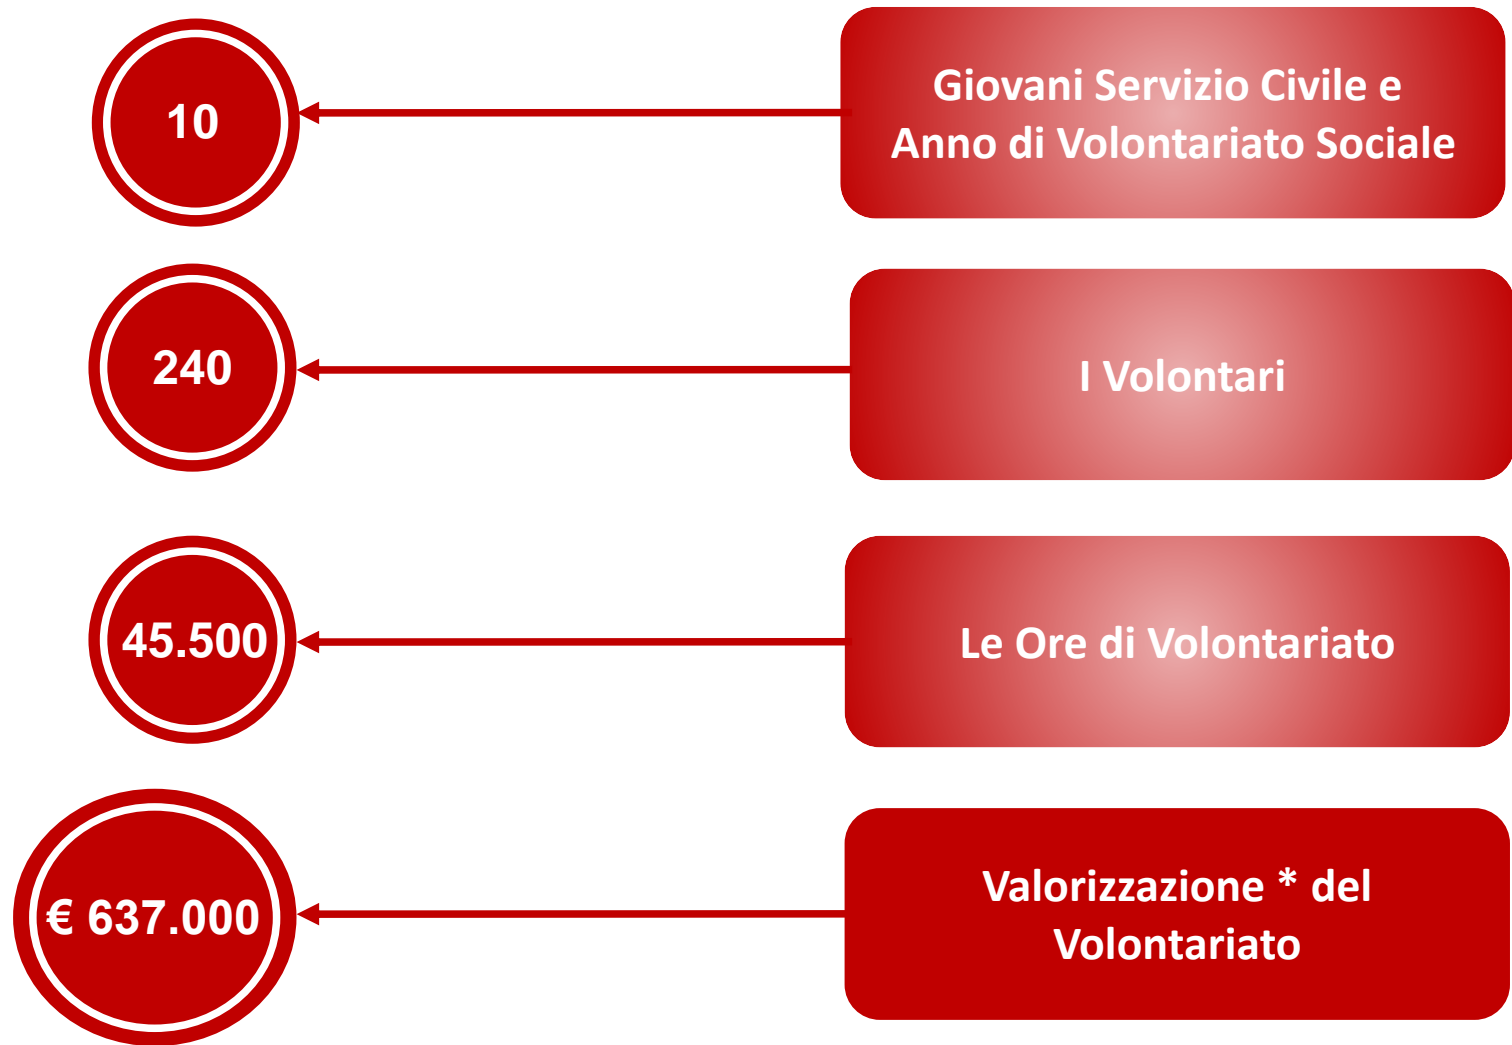 10
Giovani Servizio Civile e
Anno di Volontariato Sociale
240
I Volontari
45.500
Le Ore di Volontariato
€ 637.000
Valorizzazione * del
Volontariato